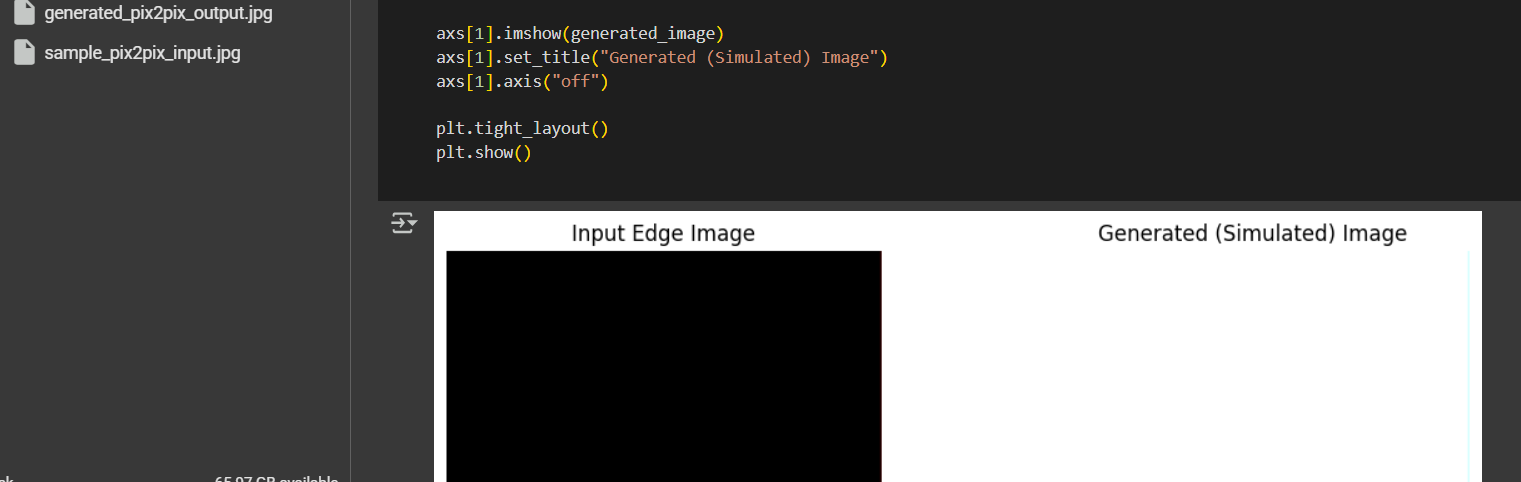 generated_pix2pix_output.jpg
sample_pix2pix_input.jpg
axs[1].imshow(generated_image)
axs[1].set_title("Generated (Simulated) Image")
axs[1].axis("off")
plt.tight_layout()
plt.show()
Input Edge Image
Generated (Simulated) Image
65.97 GB available